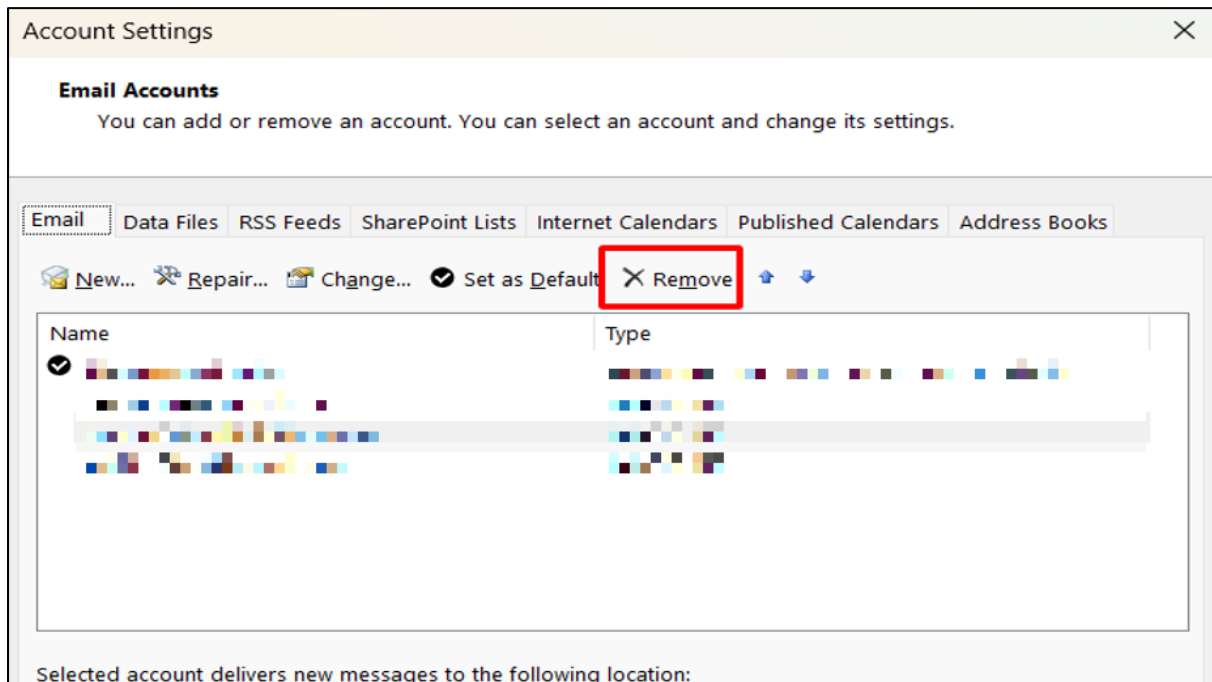 Account Settings
Email Accounts
You can add or remove an account. You can select an account and change its settings.
Email Data Files RSS Feeds SharePoint Lists Internet Calendars Published Calendars Address Books
New... Repair... Change... Set as Default Remove
Name Type
Selected account delivers new messages to the following location: